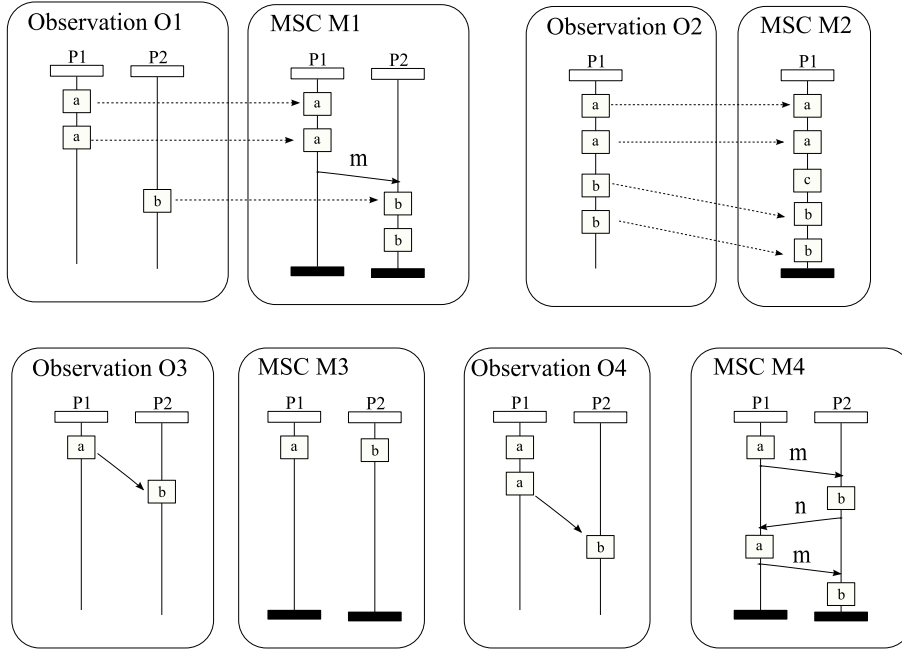 Observation O1
P1 P2
a
a
b
MSC M1
P1 P2
a
a
m
b
b
Observation O2
P1
a
a
b
b
MSC M2
P1
a
a
c
b
b
Observation O3
P1 P2
a
b
MSC M3
P1 P2
a b
Observation O4
P1 P2
a
a
b
MSC M4
P1 P2
a
m
b
n
a
m
b